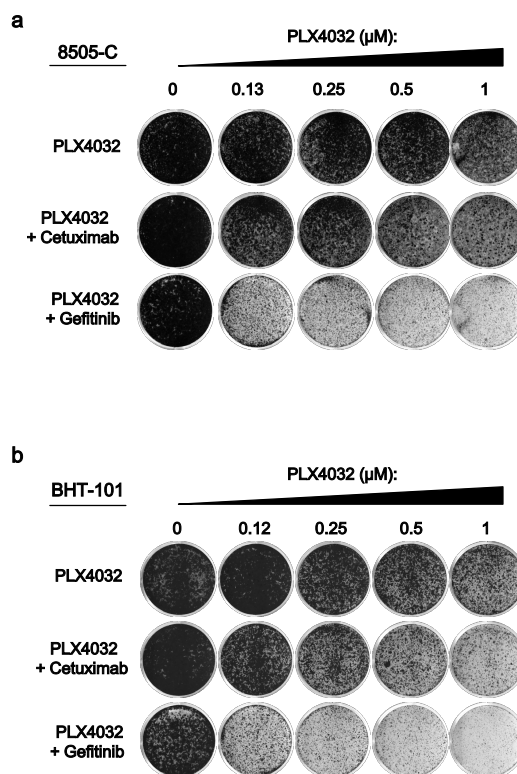 a
PLX4032 (µM):
8505-C
0 0.13 0.25 0.5 1
PLX4032
PLX4032
+ Cetuximab
PLX4032
+ Gefitinib
b
PLX4032 (µM):
BHT-101
0 0.12 0.25 0.5 1
PLX4032
PLX4032
+ Cetuximab
PLX4032
+ Gefitinib